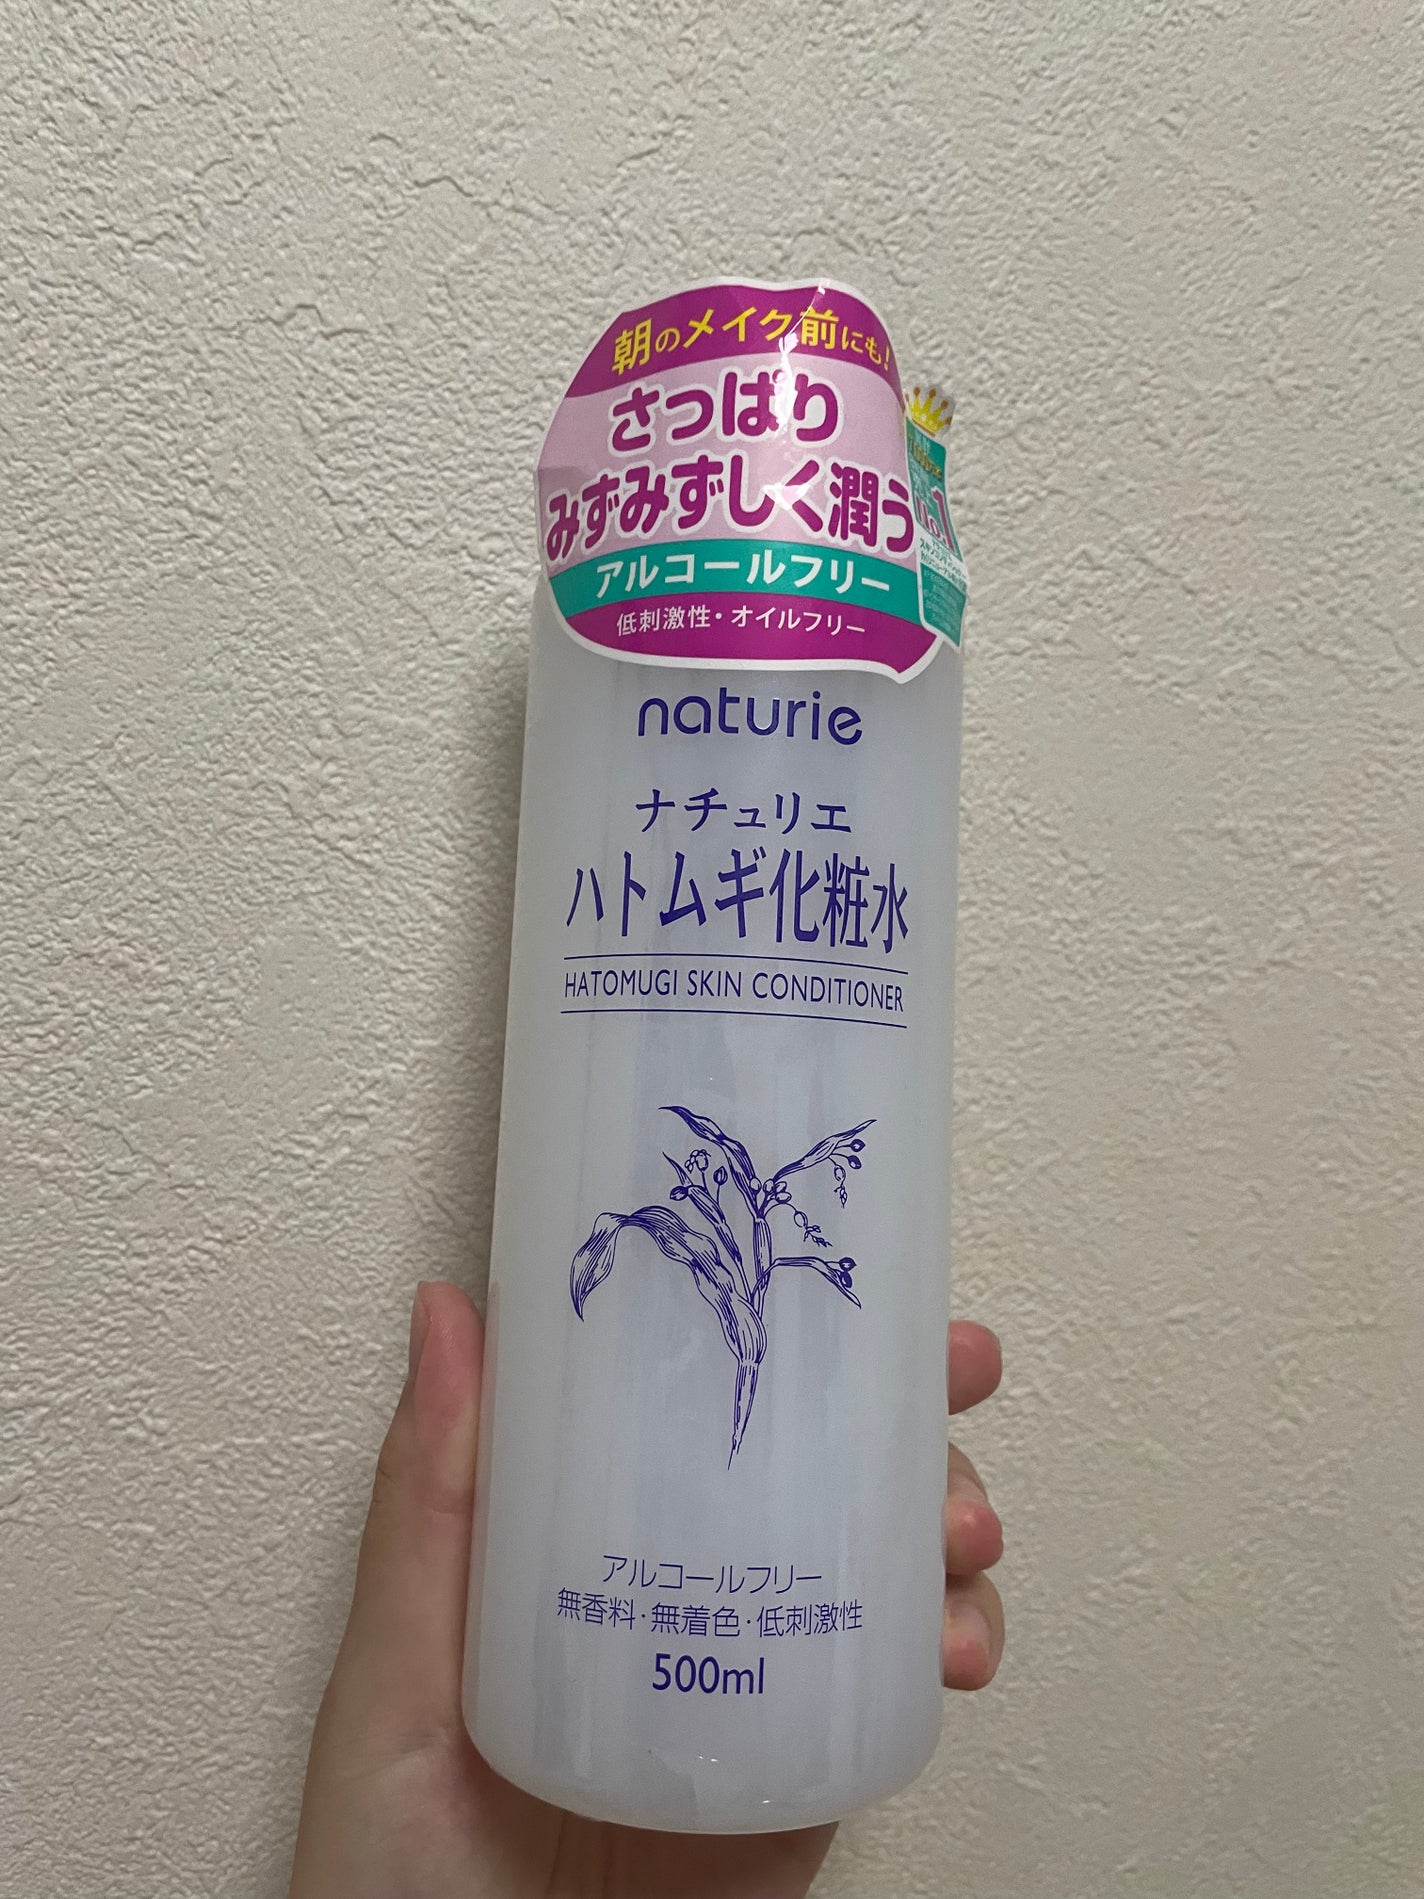 朝のメイク前にも!
さっぱり
みずみずしく潤う
アルコールフリー
低刺激性・オイルフリー
No.1
naturie
ナチュリエ
ハトムギ化粧水
HATOMUGI SKIN CONDITIONER
アルコールフリー
無香料・無着色・低刺激性
500ml